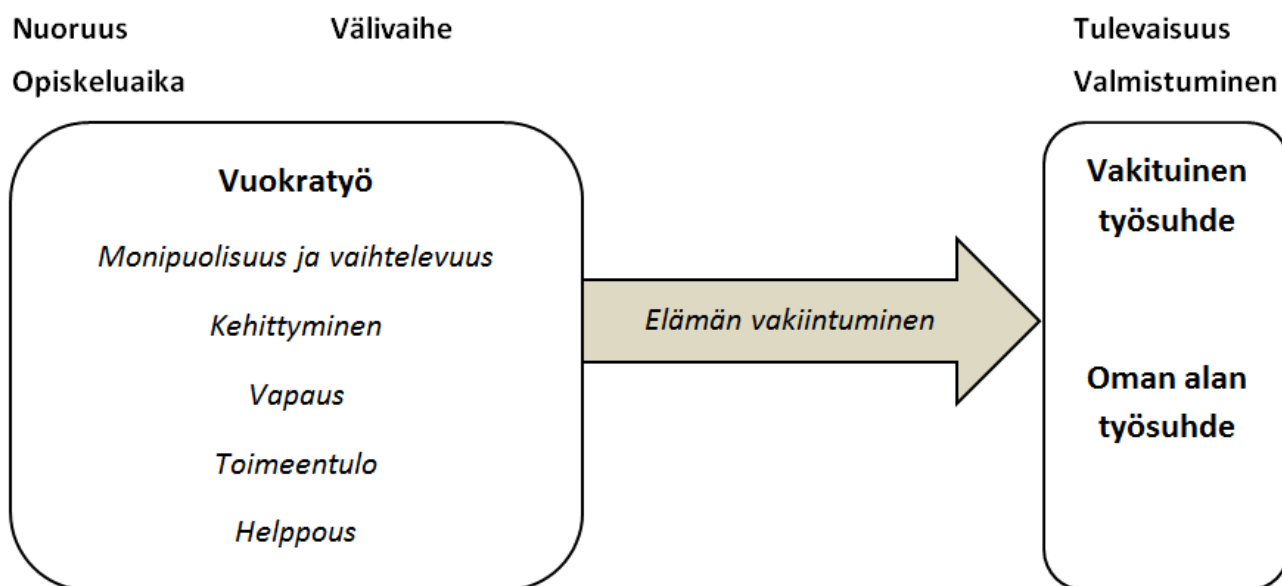 Nuoruus Välivaihe Tulevaisuus
Opiskeluaika Valmistuminen
Vuokratyö
Monipuolisuus ja vaihtelevuus
Kehittyminen
Vapaus
Toimeentulo
Helppous
Elämän vakiintuminen
Vakituinen
työsuhde
Oman alan
työsuhde